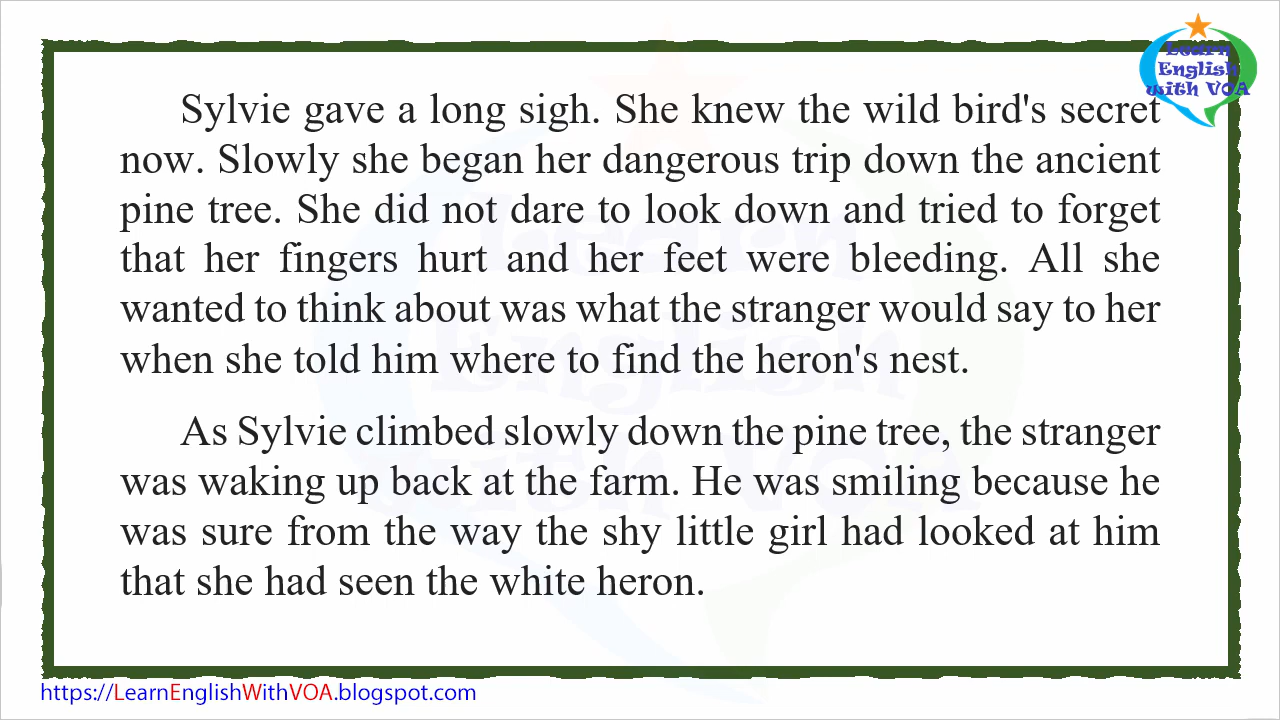 Learn
English
with VOA
Sylvie gave a long sigh. She knew the wild bird's secret
now. Slowly she began her dangerous trip down the ancient
pine tree. She did not dare to look down and tried to forget
that her fingers hurt and her feet were bleeding. All she
wanted to think about was what the stranger would say to her
when she told him where to find the heron's nest.
As Sylvie climbed slowly down the pine tree, the stranger
was waking up back at the farm. He was smiling because he
was sure from the way the shy little girl had looked at him
that she had seen the white heron.
https://LearnEnglishWithVOA.blogspot.com